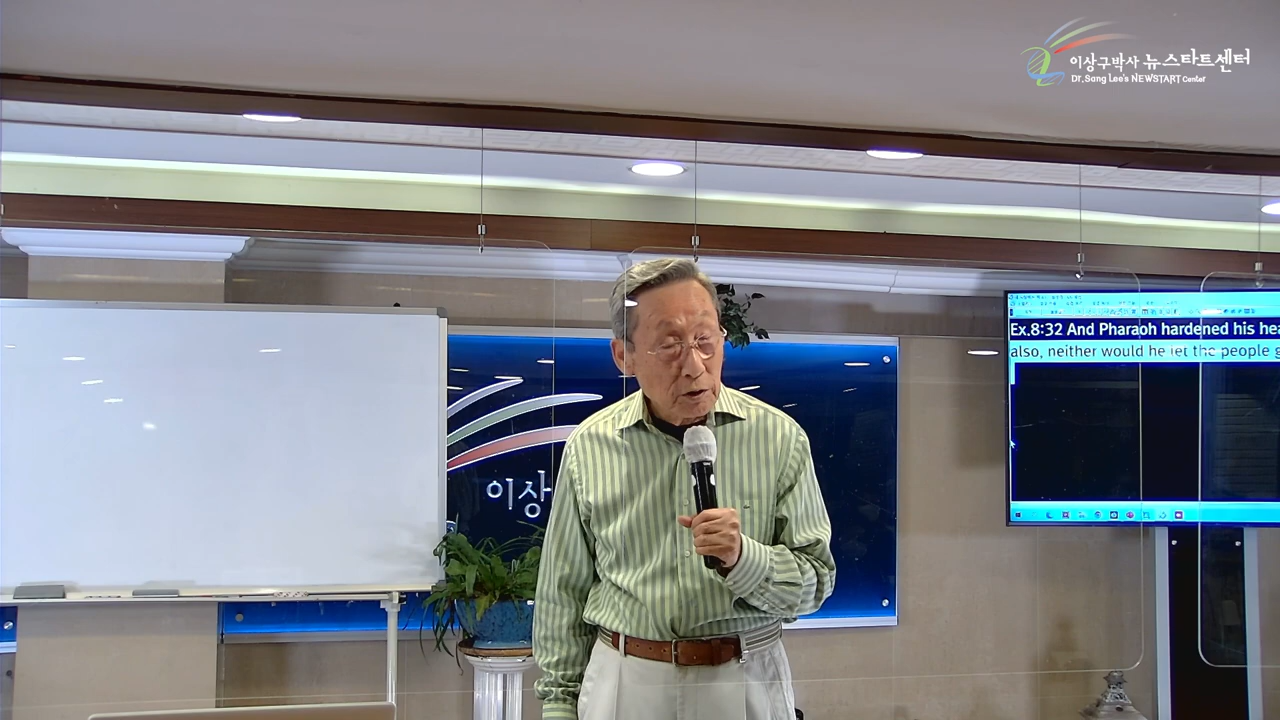 이상구박사 뉴스타트센터
Dr. Sang Lee's NEWSTART Center
Ex.8:32 And Pharaoh hardened his hea
also, neither would he let the people g
이상